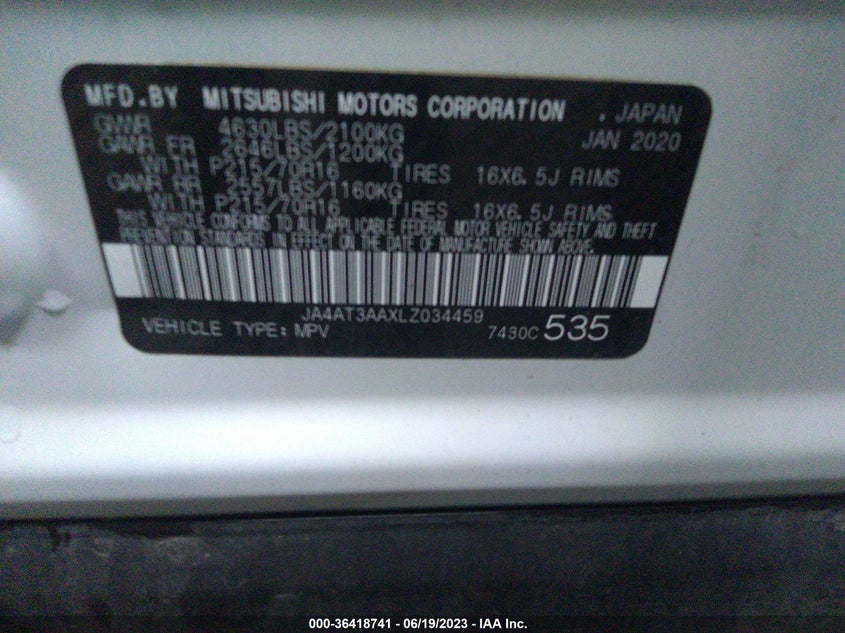 MFD.BY MITSUBISHI MOTORS CORPORATION . JAPAN
GVWR 4630LBS/2100KG JAN 2020
GAWR FR 2646LBS/1200KG
WITH P215/70R16 TIRES 16X6.5J RIMS
GAWR RR 2557LBS/1160KG
WITH P215/70R16 TIRES 16X6.5J RIMS
THIS VEHICLE CONFORMS TO ALL APPLICABLE FEDERAL MOTOR VEHICLE SAFETY AND THEFT
PREVENTION STANDARDS IN EFFECT ON THE DATE OF MANUFACTURE SHOWN ABOVE.
JA4AT3AAXLZ034459
VEHICLE TYPE: MPV 7430C 535
000-36418741 - 06/19/2023 - IAA Inc.